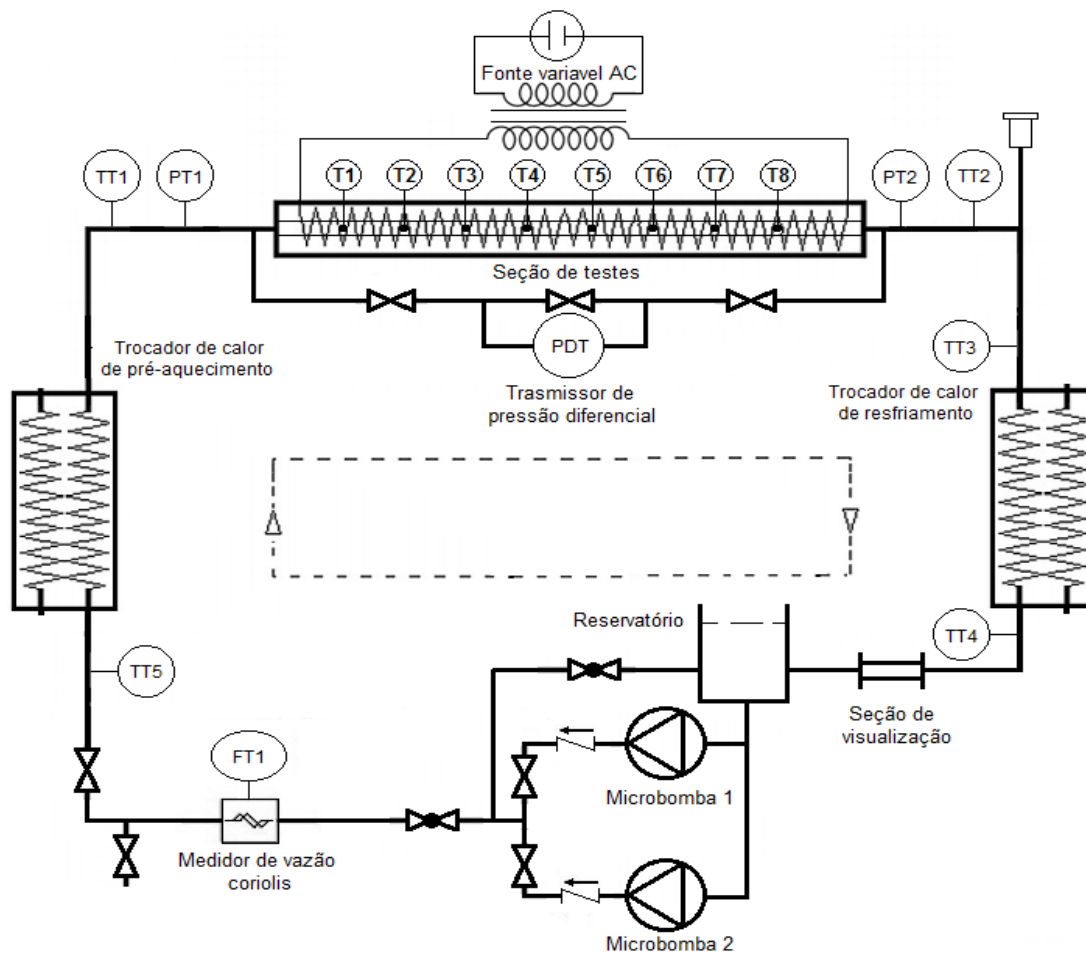 Fonte variavel AC
TT1
PT1
T1
T2
T3
T4
T5
T6
T7
T8
PT2
TT2
Seção de testes
Trocador de calor
de pré-aquecimento
PDT
TT3
Trasmissor de
pressão diferencial
Trocador de calor
de resfriamento
Reservatório
TT4
TT5
Seção de
visualização
FT1
Microbomba 1
Medidor de vazão
coriolis
Microbomba 2